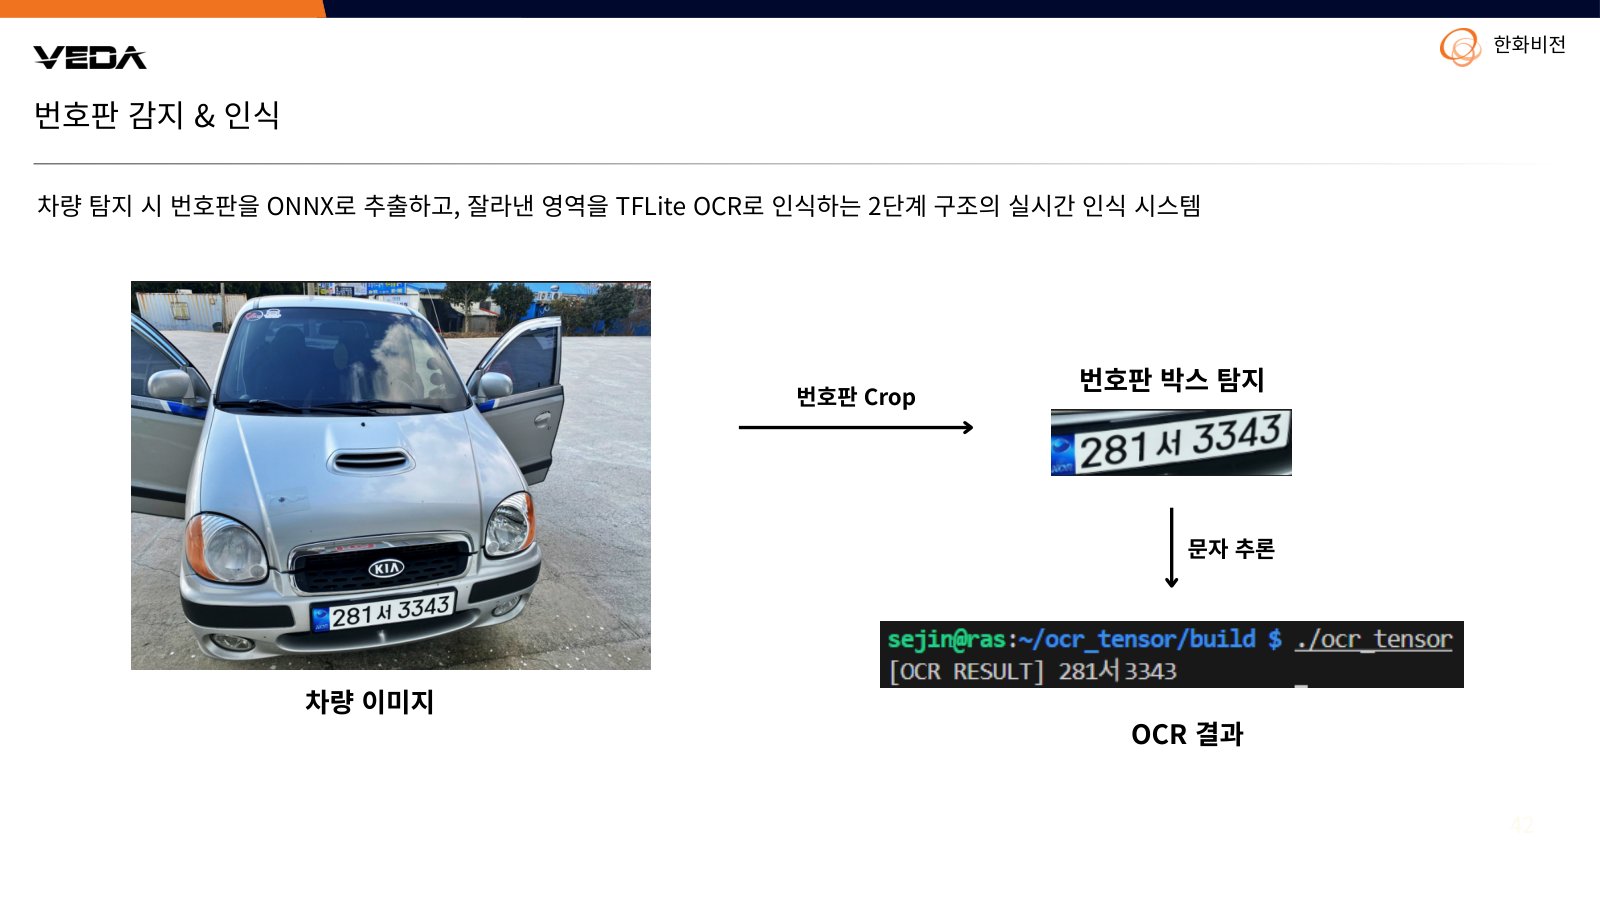 VEDA
한화비전
번호판 감지 & 인식
차량 탐지 시 번호판을 ONNX로 추출하고, 잘라낸 영역을 TFLite OCR로 인식하는 2단계 구조의 실시간 인식 시스템
KIA
281서 3343
차량 이미지
번호판 Crop
번호판 박스 탐지
281서 3343
문자 추론
sejin@ras:~/ocr_tensor/build $ ./ocr_tensor
[OCR RESULT] 281서3343
OCR 결과
42